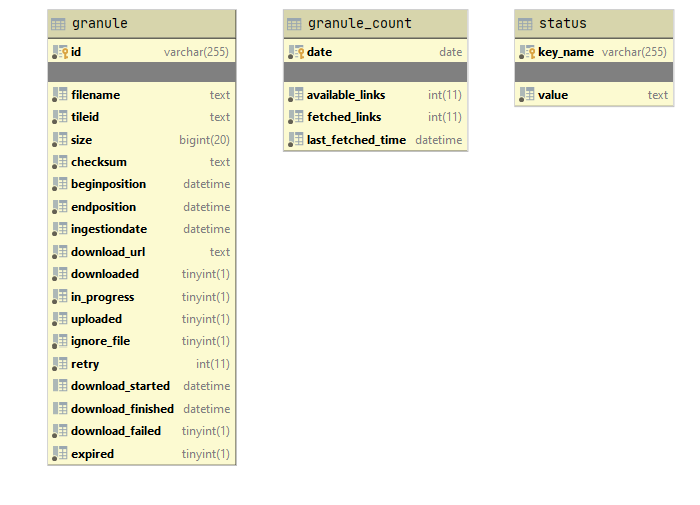 granule
id varchar(255)
filename text
tileid text
size bigint(20)
checksum text
beginposition datetime
endposition datetime
ingestiondate datetime
download_url text
downloaded tinyint(1)
in_progress tinyint(1)
uploaded tinyint(1)
ignore_file tinyint(1)
retry int(11)
download_started datetime
download_finished datetime
download_failed tinyint(1)
expired tinyint(1)
granule_count
date date
available_links int(11)
fetched_links int(11)
last_fetched_time datetime
status
key_name varchar(255)
value text